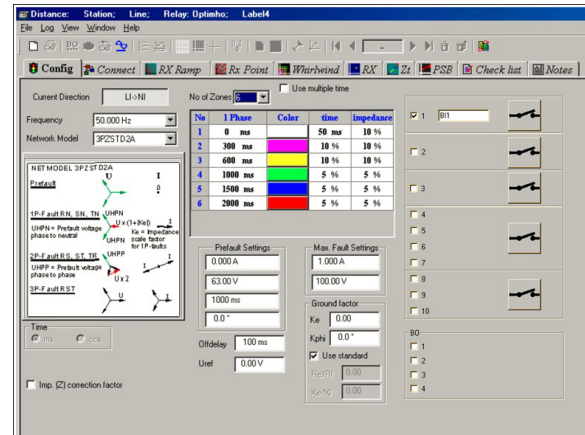 Distance: Station; Line; Relay: Optimho; Label4
File Log View Window Help
Config Connect RX Ramp Rx Point Whirlwind RX Zt PSB Check list Notes
Current Direction LI->NI
No of Zones 6
Use multiple time
Frequency 50.000 Hz
Network Model 3PZSTD2A
No 1 Phase Color time impedance
1 0 ms 50 ms 10 %
2 300 ms 10 % 10 %
3 600 ms 10 % 10 %
4 1000 ms 5 % 5 %
5 1500 ms 5 % 5 %
6 2000 ms 5 % 5 %
NET MODEL 3PZSTD2A
U I
Prefault
0
1P-Fault RN, SN, TN
UHPN
U x (1+|Ke|) I
UHPN = Prefault voltage
phase to neutral
UHPN
Ke = Impedance
scale factor
for 1P-faults
2P-Fault RS, ST, TR
UHPP
UHPP = Prefault voltage
phase to phase
I
U x 2
3P-Fault RST
U I
Time
ms
Imp. (Z) correction factor
Prefault Settings
0.000 A
63.00 V
1000 ms
0.0 °
Offdelay 100 ms
Uref 0.00 V
Max. Fault Settings
1.000 A
100.00 V
Ground factor
Ke 0.00
Kphi 0.0 °
Use standard
Re/Rl 0.00
Xe/Xl 0.00
1 BI1
2
3
4
5
6
7
8
9
10
BO
1
2
3
4